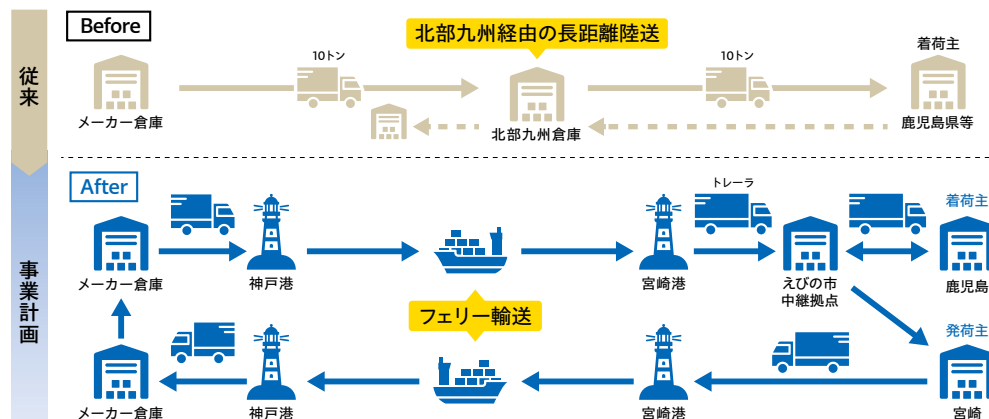 従来
Before
北部九州経由の長距離陸送
10トン
10トン
着荷主
メーカー倉庫
北部九州倉庫
鹿児島県等
事業計画
After
トレーラ
着荷主
メーカー倉庫
神戸港
宮崎港
えびの市
中継拠点
鹿児島
フェリー輸送
発荷主
メーカー倉庫
神戸港
宮崎港
宮崎